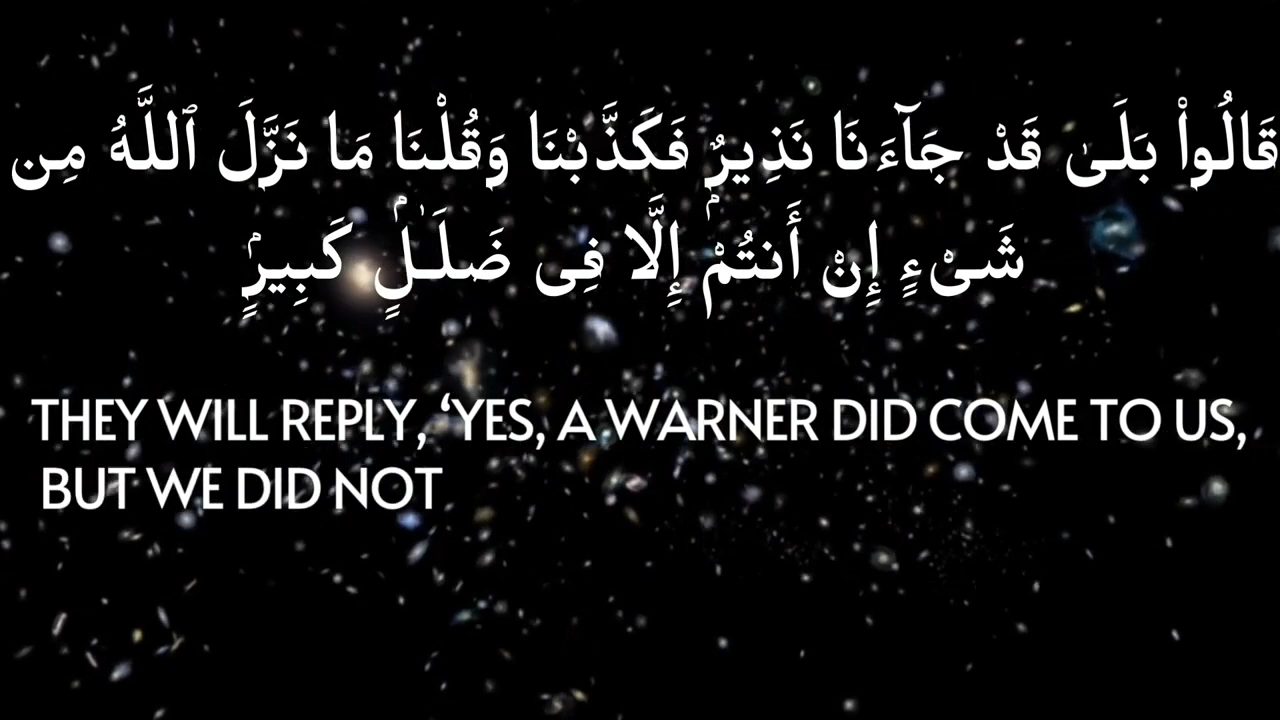 قَالُوا۟ بَلَىٰ قَدْ جَآءَنَا نَذِيرٌ فَكَذَّبْنَا وَقُلْنَا مَا نَزَّلَ ٱللَّهُ مِن
شَىْءٍ إِنْ أَنتُمْ إِلَّا فِى ضَلَـٰلٍۢ كَبِيرٍۢ
THEY WILL REPLY, ‘YES, A WARNER DID COME TO US,
BUT WE DID NOT